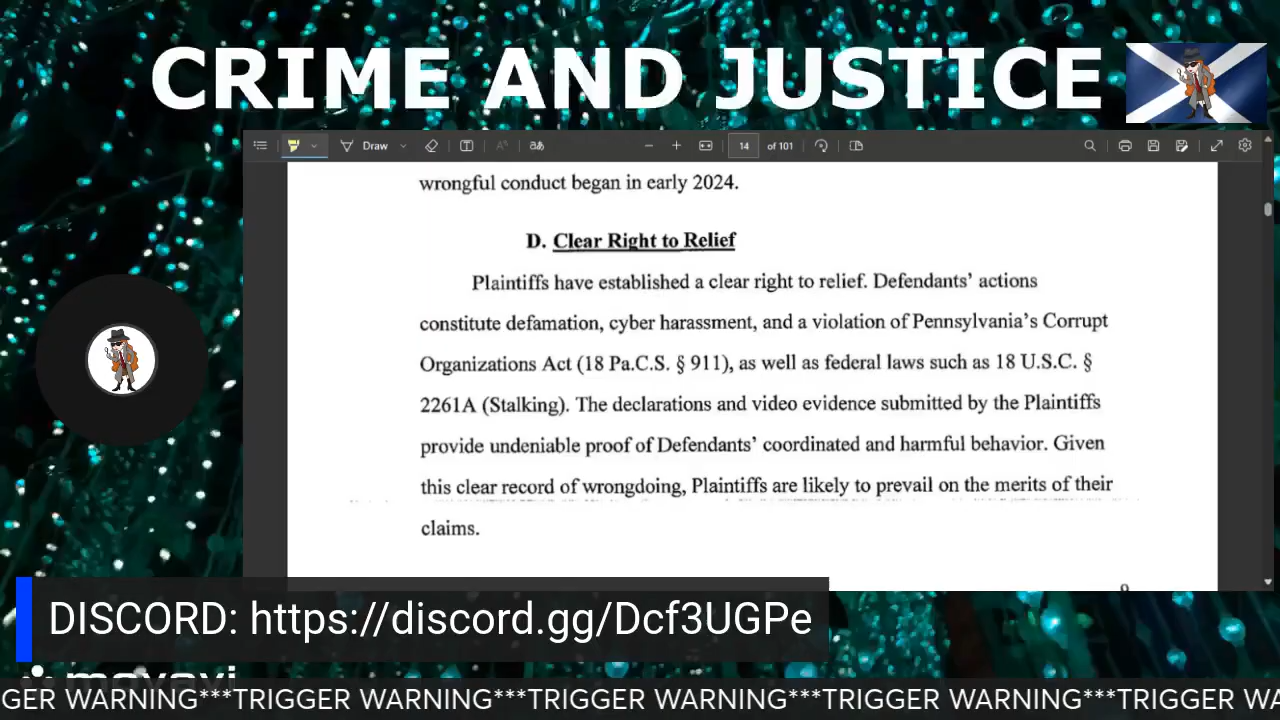 CRIME AND JUSTICE
Draw
14 of 101
wrongful conduct began in early 2024.
D. Clear Right to Relief
Plaintiffs have established a clear right to relief. Defendants’ actions
constitute defamation, cyber harassment, and a violation of Pennsylvania’s Corrupt
Organizations Act (18 Pa.C.S. § 911), as well as federal laws such as 18 U.S.C. §
2261A (Stalking). The declarations and video evidence submitted by the Plaintiffs
provide undeniable proof of Defendants’ coordinated and harmful behavior. Given
this clear record of wrongdoing, Plaintiffs are likely to prevail on the merits of their
claims.
DISCORD: https://discord.gg/Dcf3UGPe
GER WARNING***TRIGGER WARNING***TRIGGER WARNING***TRIGGER WARNING***TRIGGER WA